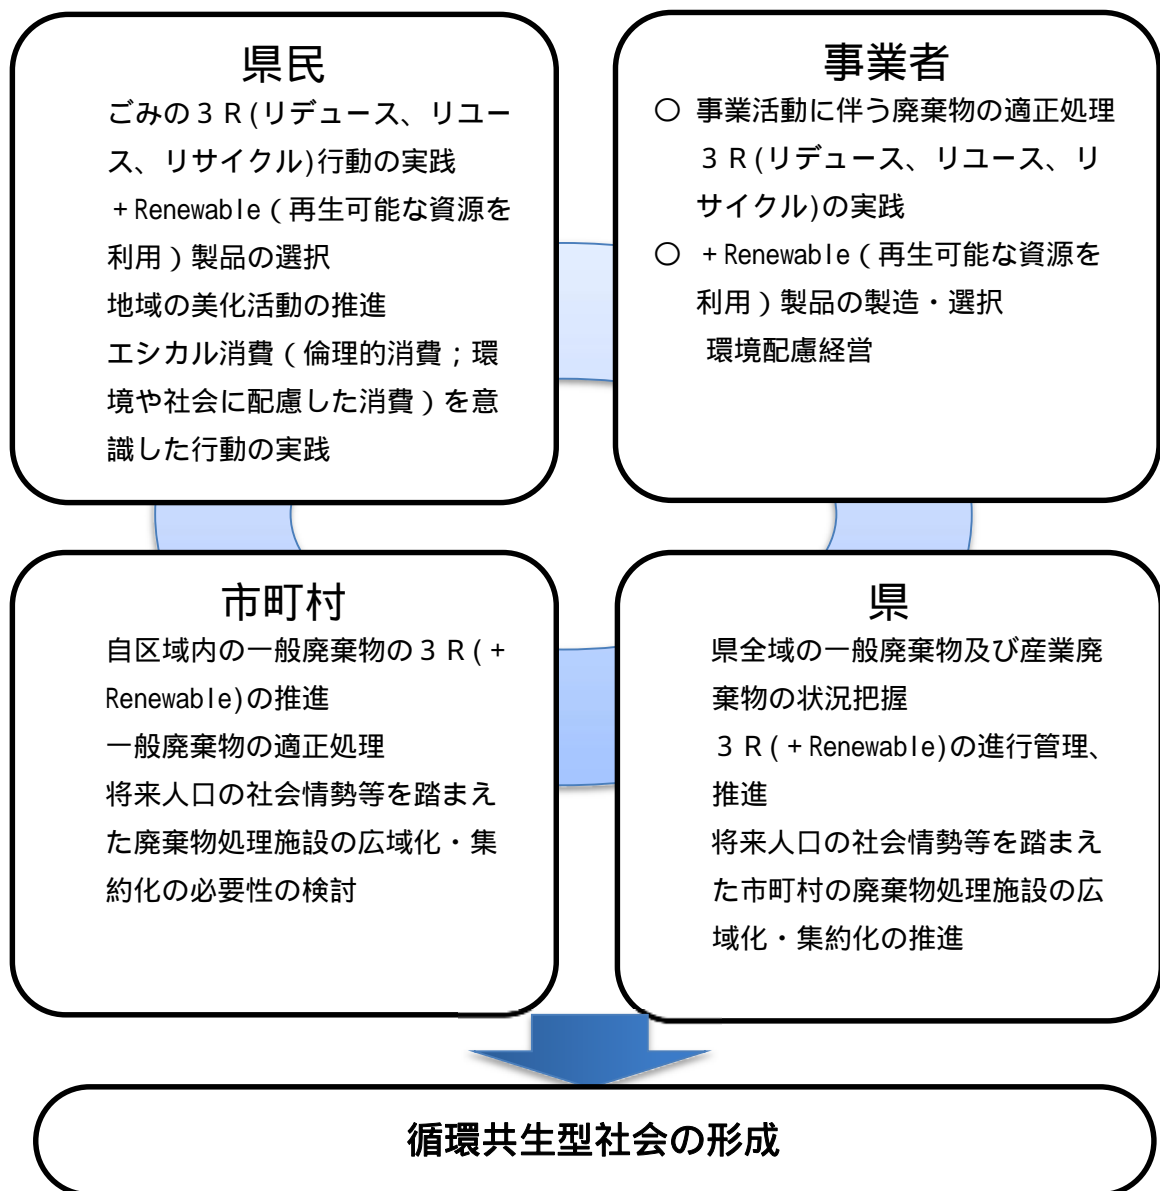 県民
ごみの３Ｒ(リデュース、リユー
ス、リサイクル)行動の実践
+Renewable（再生可能な資源を
利用）製品の選択
地域の美化活動の推進
エシカル消費（倫理的消費；環
境や社会に配慮した消費）を意
識した行動の実践
事業者
○ 事業活動に伴う廃棄物の適正処理
３Ｒ(リデュース、リユース、リ
サイクル)の実践
○ +Renewable（再生可能な資源を
利用）製品の製造・選択
環境配慮経営
市町村
自区域内の一般廃棄物の３Ｒ(+
Renewable)の推進
一般廃棄物の適正処理
将来人口の社会情勢等を踏まえ
た廃棄物処理施設の広域化・集
約化の必要性の検討
県
県全域の一般廃棄物及び産業廃
棄物の状況把握
３Ｒ(+Renewable)の進行管理、
推進
将来人口の社会情勢等を踏まえ
た市町村の廃棄物処理施設の広
域化・集約化の推進
循環共生型社会の形成